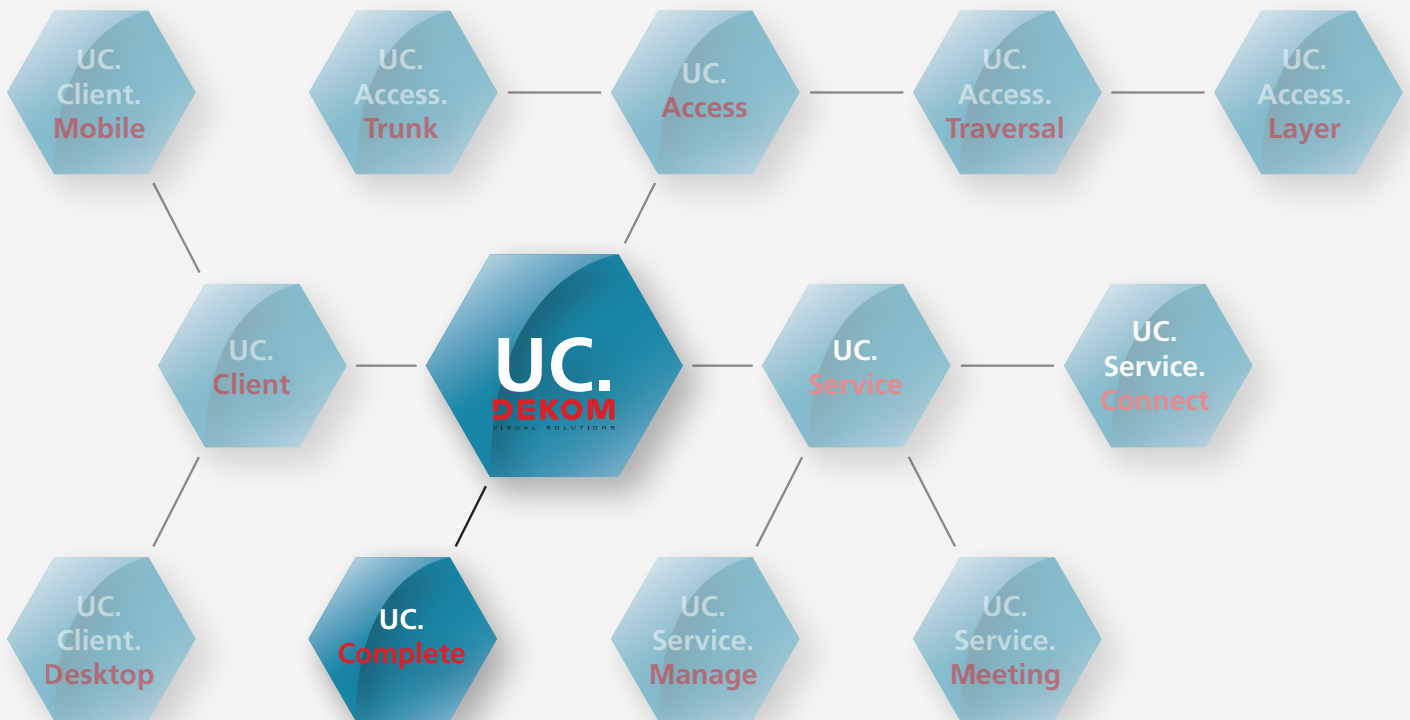 UC.
Client.
Mobile
UC.
Access.
Trunk
UC.
Access
UC.
Access.
Traversal
UC.
Access.
Layer
UC.
Client
UC.
DEKOM
VISUAL SOLUTIONS
UC.
Service
UC.
Service.
Connect
UC.
Client.
Desktop
UC.
Complete
UC.
Service.
Manage
UC.
Service.
Meeting